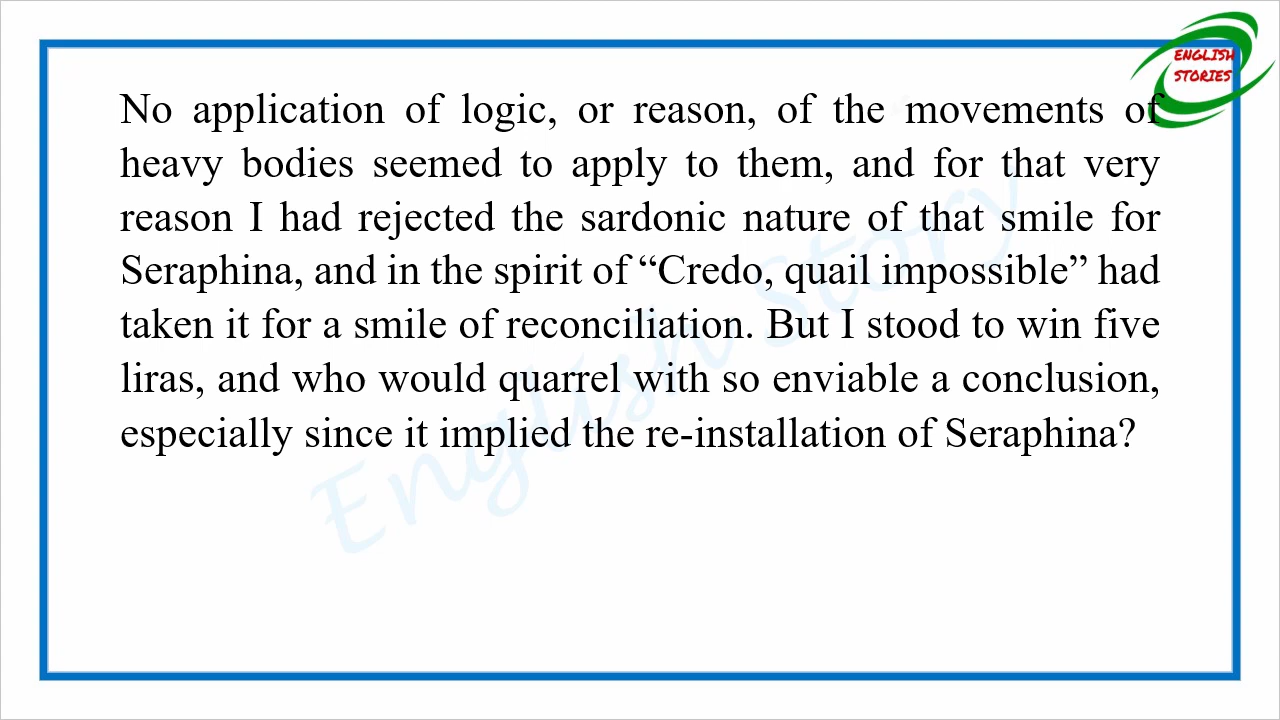 ENGLISH
STORIES
No application of logic, or reason, of the movements of
heavy bodies seemed to apply to them, and for that very
reason I had rejected the sardonic nature of that smile for
Seraphina, and in the spirit of “Credo, quail impossible” had
taken it for a smile of reconciliation. But I stood to win five
liras, and who would quarrel with so enviable a conclusion,
especially since it implied the re-installation of Seraphina?
English Story